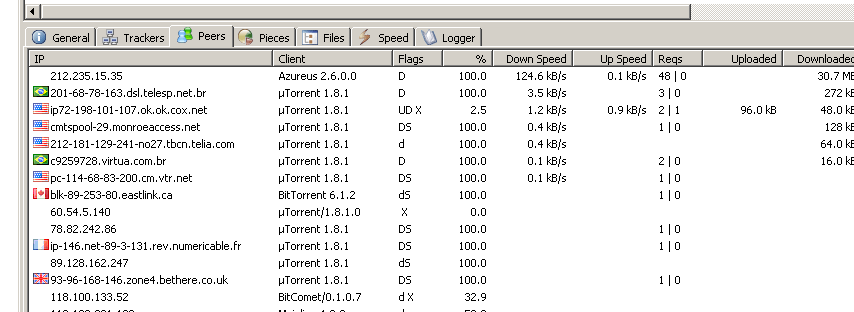 General Trackers Peers Pieces Files Speed Logger
IP Client Flags % Down Speed Up Speed Reqs Uploaded Downloaded
212.235.15.35 Azureus 2.6.0.0 D 100.0 124.6 kB/s 0.1 kB/s 48 | 0 30.7 MB
201-68-78-163.dsl.telesp.net.br µTorrent 1.8.1 D 100.0 3.5 kB/s 3 | 0 272 kB
ip72-198-101-107.ok.ok.cox.net µTorrent 1.8.1 UD X 2.5 1.2 kB/s 0.9 kB/s 2 | 1 96.0 kB 48.0 kB
cmtspool-29.monroeaccess.net µTorrent 1.8.1 DS 100.0 0.4 kB/s 1 | 0 128 kB
212-181-129-241-no27.tbcn.telia.com µTorrent 1.8.1 d 100.0 0.4 kB/s 64.0 kB
c9259728.virtua.com.br µTorrent 1.8.1 D 100.0 0.1 kB/s 2 | 0 16.0 kB
pc-114-68-83-200.cm.vtr.net µTorrent 1.8.1 DS 100.0 0.1 kB/s 1 | 0
blk-89-253-80.eastlink.ca BitTorrent 6.1.2 dS 100.0 1 | 0
60.54.5.140 µTorrent/1.8.1.0 X 0.0
78.82.242.86 µTorrent 1.8.1 DS 100.0 1 | 0
ip-146.net-89-3-131.rev.numericable.fr µTorrent 1.8.1 DS 100.0 1 | 0
89.128.162.247 µTorrent 1.8.1 dS 100.0
93-96-168-146.zone4.bethere.co.uk µTorrent 1.8.1 DS 100.0 1 | 0
118.100.133.52 BitComet/0.1.0.7 d X 32.9